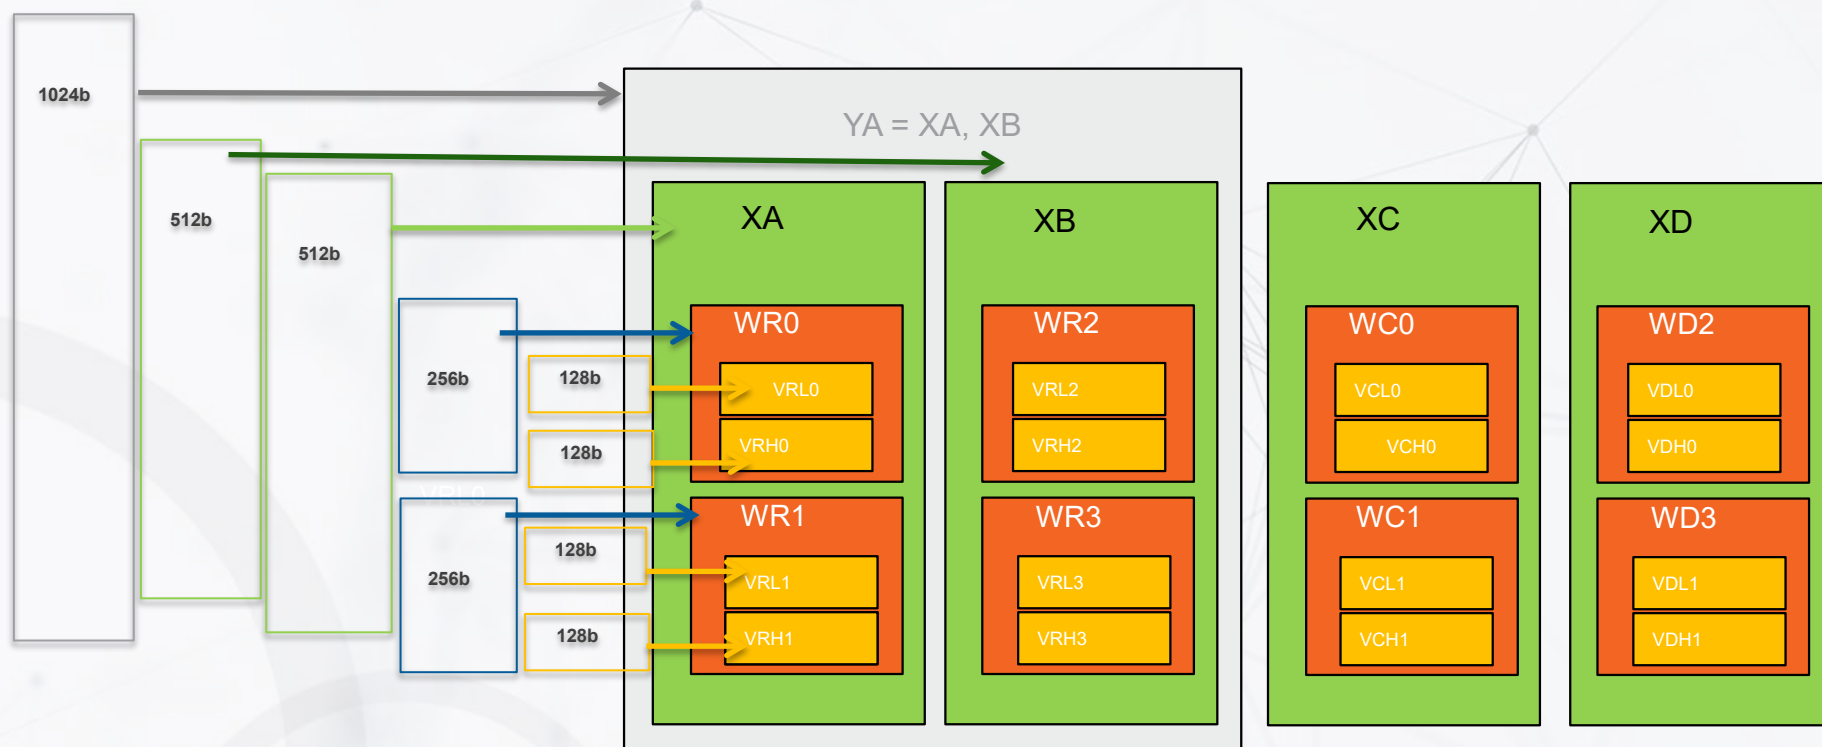 1024b
YA = XA, XB
512b
512b
XA
XB
XC
XD
WR0
WR2
WC0
WD2
256b
128b
VRL0
VRL2
VCL0
VDL0
128b
VRH0
VRH2
VCH0
VDH0
VRL0
WR1
WR3
WC1
WD3
256b
128b
VRL1
VRL3
VCL1
VDL1
128b
VRH1
VRH3
VCH1
VDH1